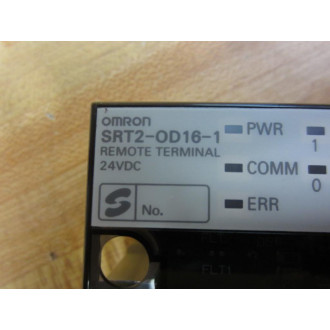 OMRON
SRT2-OD16-1
REMOTE TERMINAL
24VDC
S No.
PWR
COMM
ERR
1
0